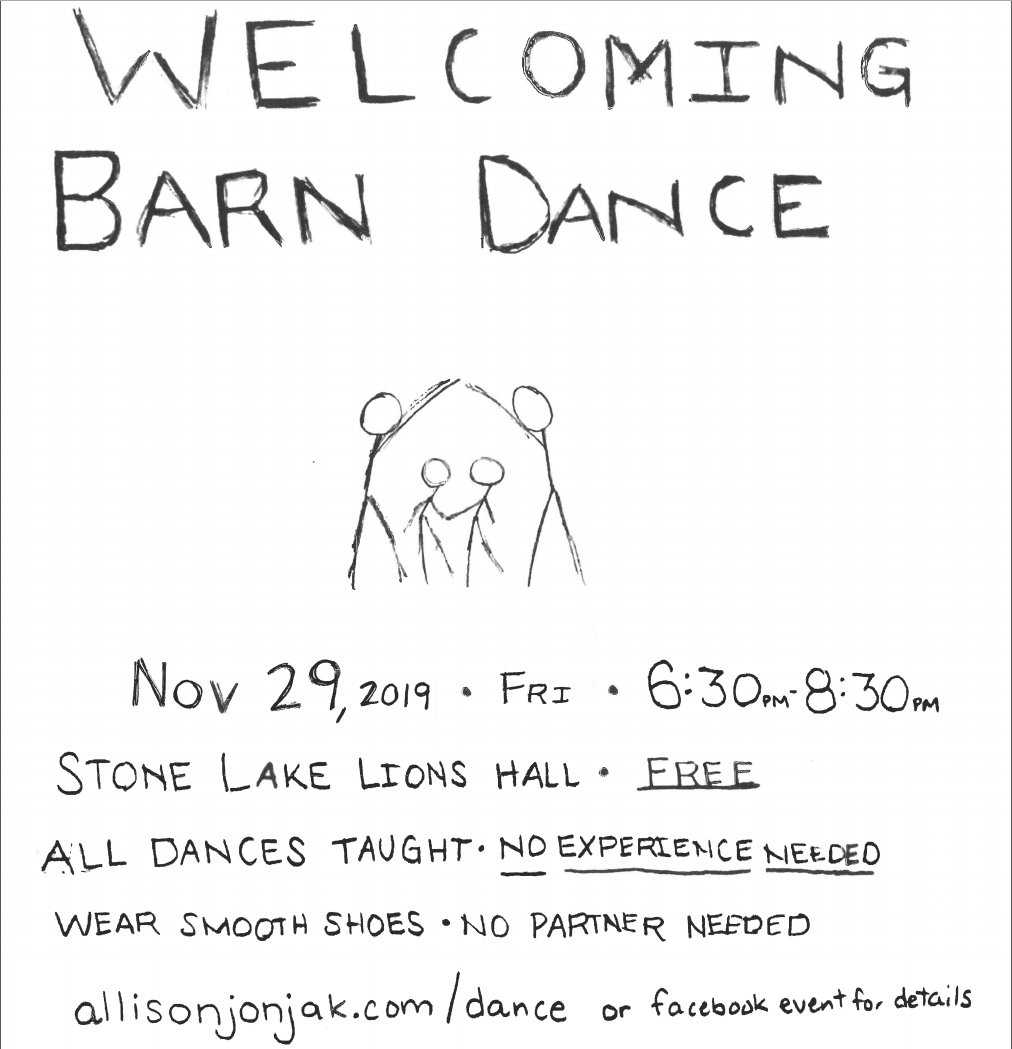 WELCOMING
BARN DANCE
Nov 29, 2019 • FRI • 6:30PM-8:30PM
STONE LAKE LIONS HALL • FREE
ALL DANCES TAUGHT • NO EXPERIENCE NEEDED
WEAR SMOOTH SHOES • NO PARTNER NEEDED
allisonjonjak.com/dance or facebook event for details